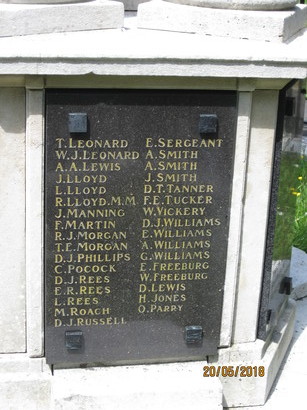 T. LEONARD
W.J. LEONARD
A.A. LEWIS
J. LLOYD
L. LLOYD
R. LLOYD. M.M.
J. MANNING
F. MARTIN
R.J. MORGAN
T.E. MORGAN
D.J. PHILLIPS
C. POCOCK
D.J. REES
E.R. REES
L. REES
M. ROACH
D.J. RUSSELL
E. SERGEANT
A. SMITH
A. SMITH
J. SMITH
D.T. TANNER
F.E. TUCKER
W. VICKERY
D.J. WILLIAMS
E. WILLIAMS
A. WILLIAMS
G. WILLIAMS
E. FREEBURG
W. FREEBURG
D. LEWIS
H. JONES
O. PARRY
20/05/2018